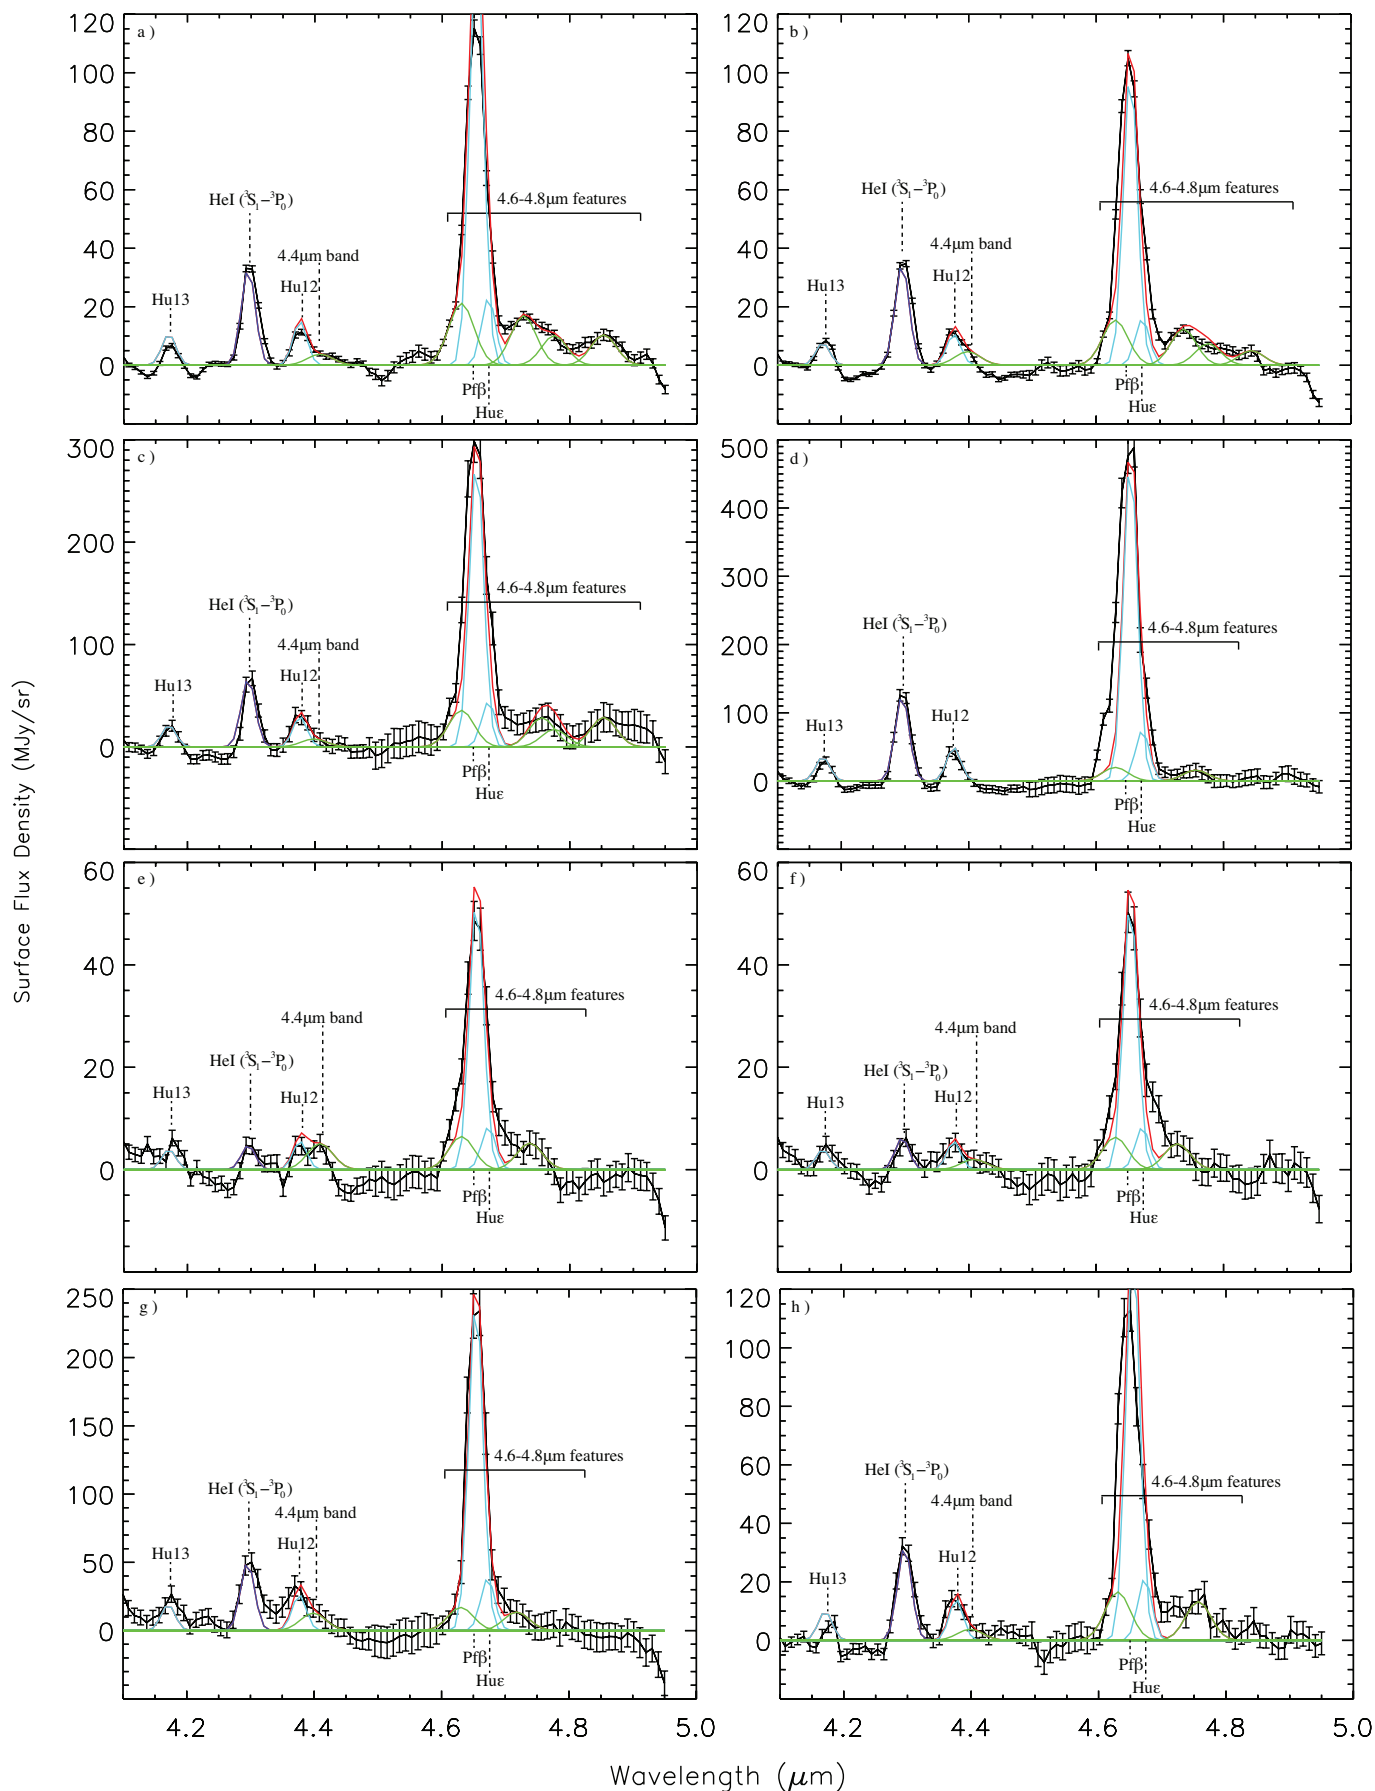 a )
120
100
80
60
40
20
0
HeI (³S₁−³P₀)
4.4μm band
Hu13
Hu12
4.6-4.8μm features
Pfβ
Huε
b )
120
100
80
60
40
20
0
HeI (³S₁−³P₀)
4.4μm band
Hu13
Hu12
4.6-4.8μm features
Pfβ
Huε
c )
300
200
100
0
HeI (³S₁−³P₀)
4.4μm band
Hu13
Hu12
4.6-4.8μm features
Pfβ
Huε
d )
500
400
300
200
100
0
HeI (³S₁−³P₀)
Hu13
Hu12
4.6-4.8μm features
Pfβ
Huε
Surface Flux Density (MJy/sr)
e )
60
40
20
0
4.4μm band
HeI (³S₁−³P₀)
Hu13
Hu12
4.6-4.8μm features
Pfβ
Huε
f )
60
40
20
0
4.4μm band
HeI (³S₁−³P₀)
Hu13
Hu12
4.6-4.8μm features
Pfβ
Huε
g )
250
200
150
100
50
0
HeI (³S₁−³P₀)
4.4μm band
Hu13
Hu12
4.6-4.8μm features
Pfβ
Huε
4.2 4.4 4.6 4.8 5.0
h )
120
100
80
60
40
20
0
HeI (³S₁−³P₀)
4.4μm band
Hu13
Hu12
4.6-4.8μm features
Pfβ
Huε
4.2 4.4 4.6 4.8 5.0
Wavelength (μm)